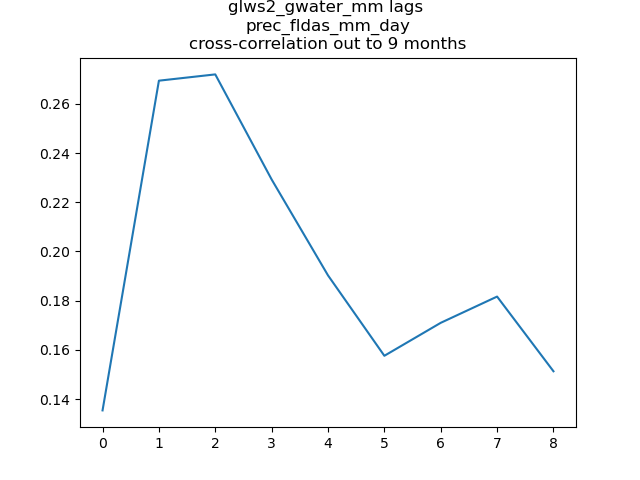 glws2_gwater_mm lags
prec_fldas_mm_day
cross-correlation out to 9 months
0.26
0.24
0.22
0.20
0.18
0.16
0.14
0 1 2 3 4 5 6 7 8